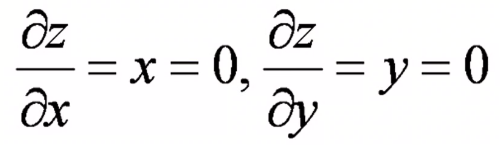 ∂z/∂x = x = 0, ∂z/∂y = y = 0